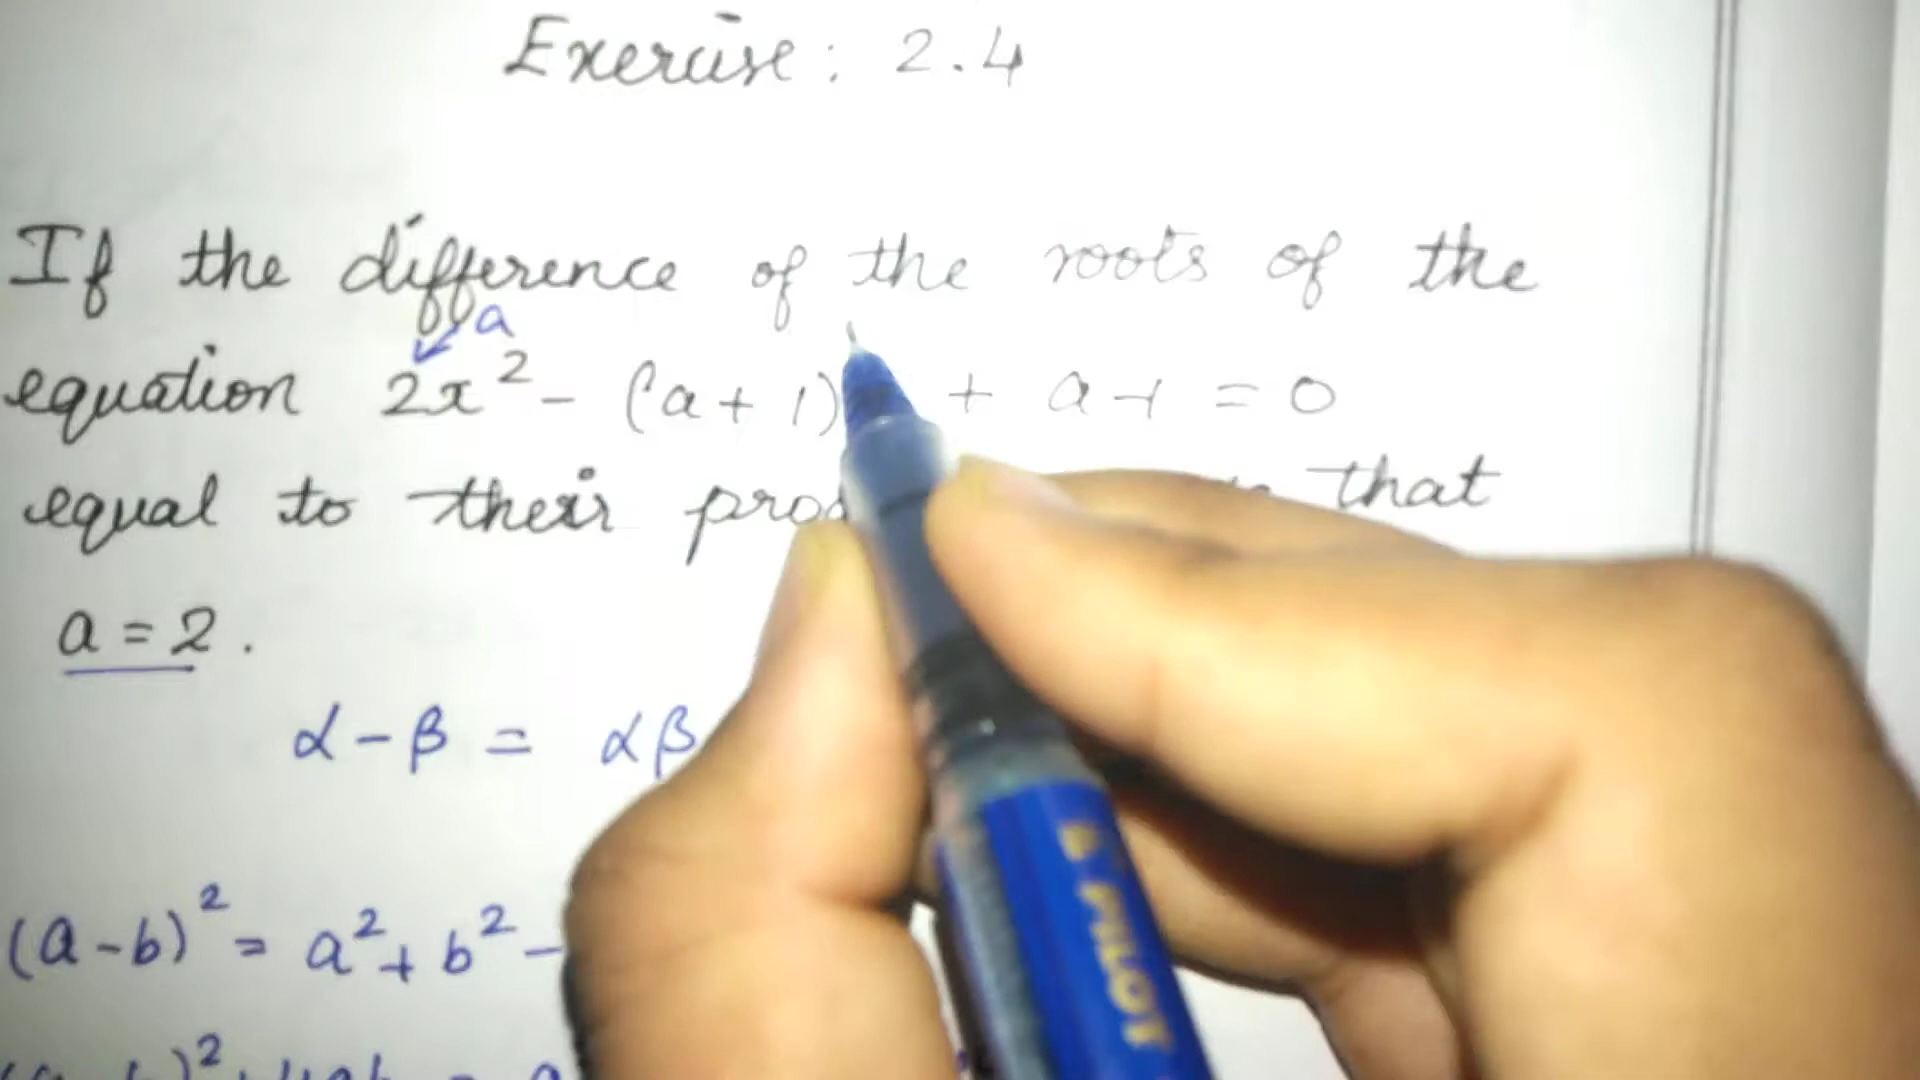 Exercise : 2.4
If the difference of the roots of the
a
equation 2x² - (a + 1) + a - 1 = 0
equal to their that
a = 2 .
α - β = αβ
(a - b)² = a² + b² -
PILOT